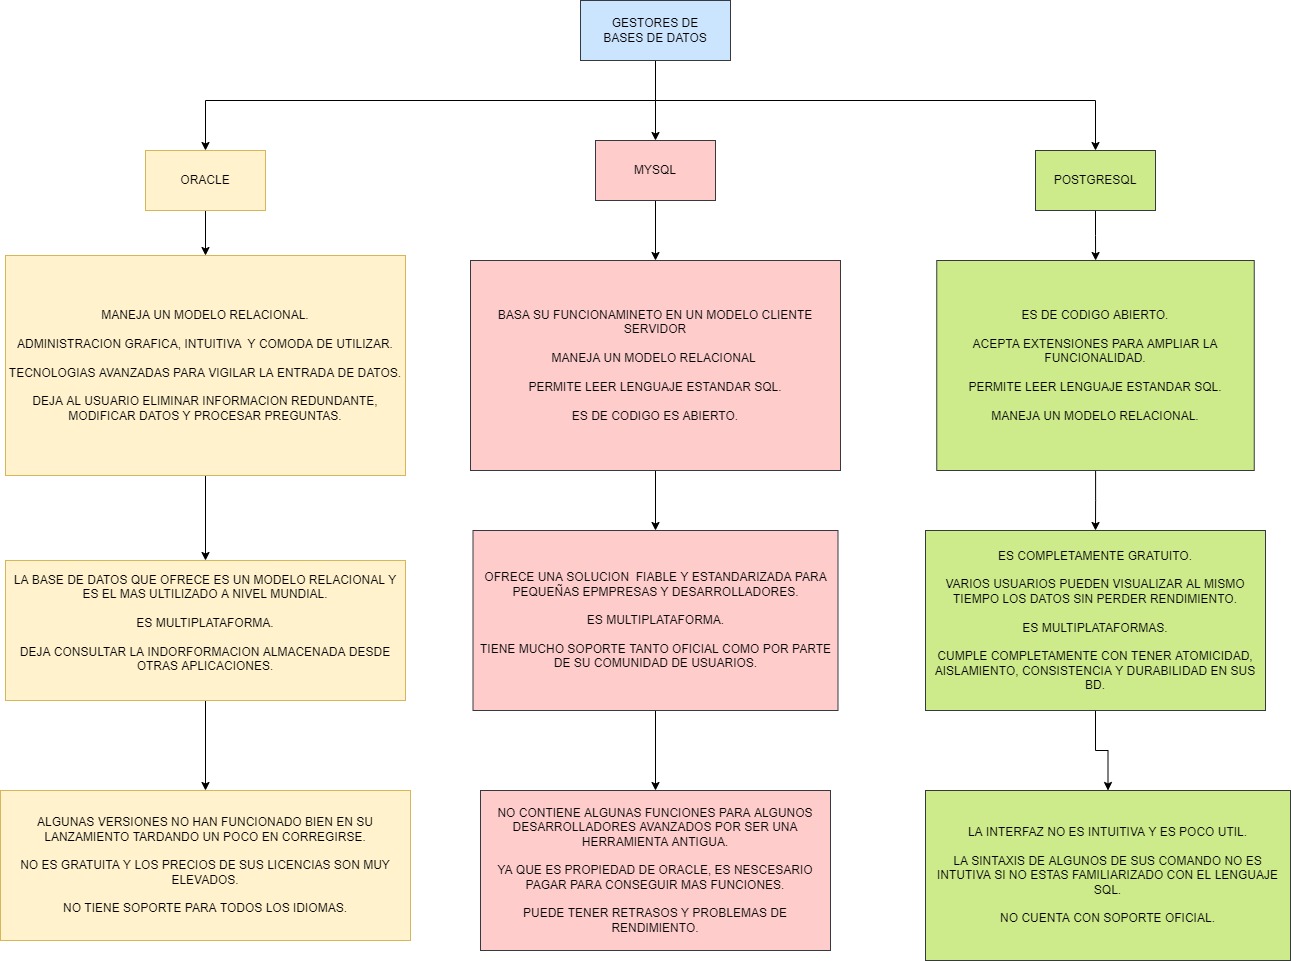 GESTORES DE
BASES DE DATOS
ORACLE
MYSQL
POSTGRESQL
MANEJA UN MODELO RELACIONAL.
ADMINISTRACION GRAFICA, INTUITIVA Y COMODA DE UTILIZAR.
TECNOLOGIAS AVANZADAS PARA VIGILAR LA ENTRADA DE DATOS.
DEJA AL USUARIO ELIMINAR INFORMACION REDUNDANTE,
MODIFICAR DATOS Y PROCESAR PREGUNTAS.
BASA SU FUNCIONAMINETO EN UN MODELO CLIENTE
SERVIDOR
MANEJA UN MODELO RELACIONAL
PERMITE LEER LENGUAJE ESTANDAR SQL.
ES DE CODIGO ES ABIERTO.
ES DE CODIGO ABIERTO.
ACEPTA EXTENSIONES PARA AMPLIAR LA
FUNCIONALIDAD.
PERMITE LEER LENGUAJE ESTANDAR SQL.
MANEJA UN MODELO RELACIONAL.
LA BASE DE DATOS QUE OFRECE ES UN MODELO RELACIONAL Y
ES EL MAS ULTILIZADO A NIVEL MUNDIAL.
ES MULTIPLATAFORMA.
DEJA CONSULTAR LA INDORFORMACION ALMACENADA DESDE
OTRAS APLICACIONES.
OFRECE UNA SOLUCION FIABLE Y ESTANDARIZADA PARA
PEQUEÑAS EPMPRESAS Y DESARROLLADORES.
ES MULTIPLATAFORMA.
TIENE MUCHO SOPORTE TANTO OFICIAL COMO POR PARTE
DE SU COMUNIDAD DE USUARIOS.
ES COMPLETAMENTE GRATUITO.
VARIOS USUARIOS PUEDEN VISUALIZAR AL MISMO
TIEMPO LOS DATOS SIN PERDER RENDIMIENTO.
ES MULTIPLATAFORMAS.
CUMPLE COMPLETAMENTE CON TENER ATOMICIDAD,
AISLAMIENTO, CONSISTENCIA Y DURABILIDAD EN SUS
BD.
ALGUNAS VERSIONES NO HAN FUNCIONADO BIEN EN SU
LANZAMIENTO TARDANDO UN POCO EN CORREGIRSE.
NO ES GRATUITA Y LOS PRECIOS DE SUS LICENCIAS SON MUY
ELEVADOS.
NO TIENE SOPORTE PARA TODOS LOS IDIOMAS.
NO CONTIENE ALGUNAS FUNCIONES PARA ALGUNOS
DESARROLLADORES AVANZADOS POR SER UNA
HERRAMIENTA ANTIGUA.
YA QUE ES PROPIEDAD DE ORACLE, ES NESCESARIO
PAGAR PARA CONSEGUIR MAS FUNCIONES.
PUEDE TENER RETRASOS Y PROBLEMAS DE
RENDIMIENTO.
LA INTERFAZ NO ES INTUITIVA Y ES POCO UTIL.
LA SINTAXIS DE ALGUNOS DE SUS COMANDO NO ES
INTUTIVA SI NO ESTAS FAMILIARIZADO CON EL LENGUAJE
SQL.
NO CUENTA CON SOPORTE OFICIAL.